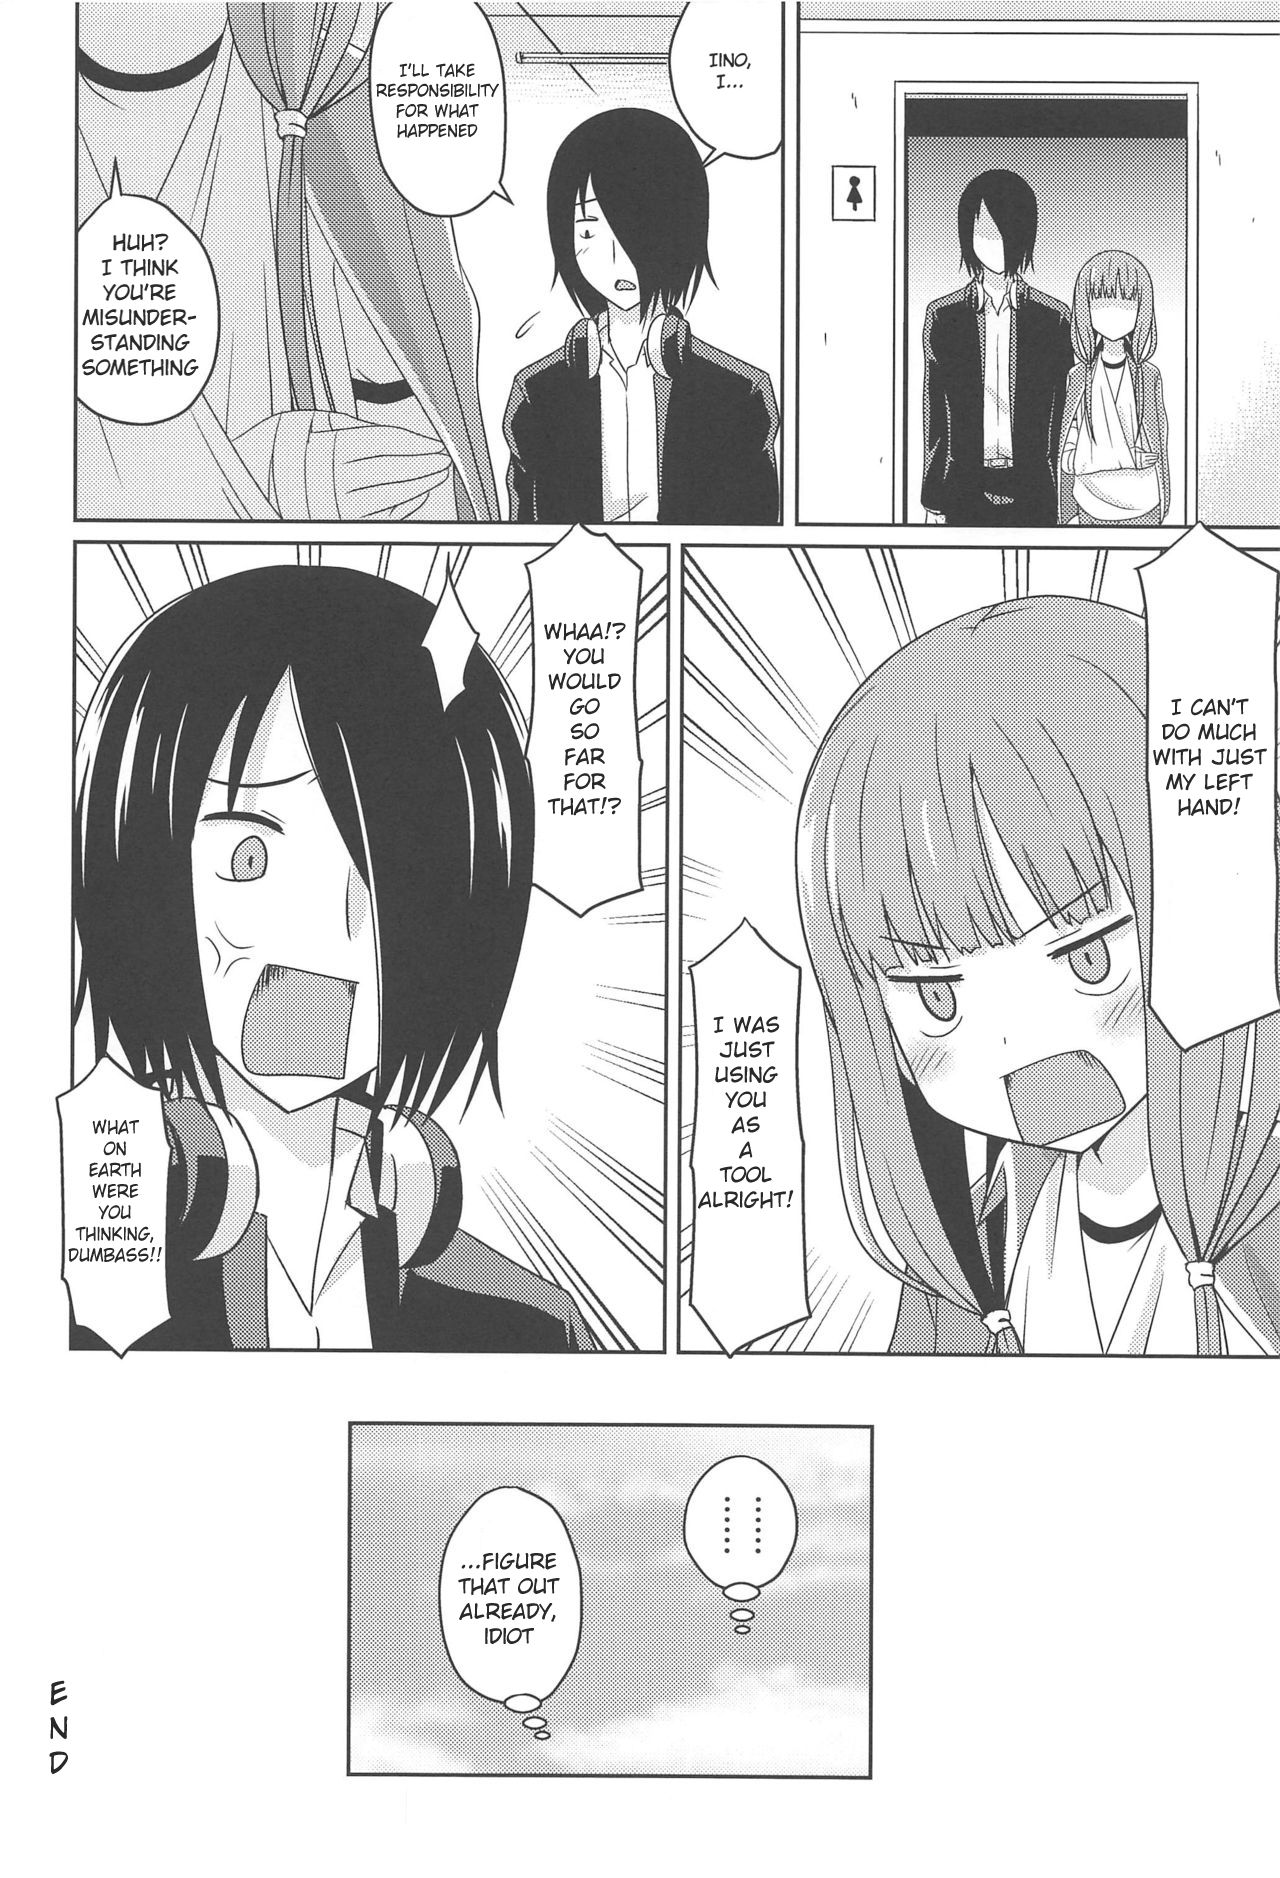 IINO,
I...
I'LL TAKE
RESPONSIBILITY
FOR WHAT
HAPPENED
HUH?
I THINK
YOU'RE
MISUNDER-
STANDING
SOMETHING
I CAN'T
DO MUCH
WITH JUST
MY LEFT
HAND!
I WAS
JUST
USING
YOU
AS
A
TOOL
ALRIGHT!
WHAA!?
YOU
WOULD
GO
SO
FAR
FOR
THAT!?
WHAT
ON
EARTH
WERE
YOU
THINKING,
DUMBASS!!
............
...FIGURE
THAT OUT
ALREADY,
IDIOT
E
N
D